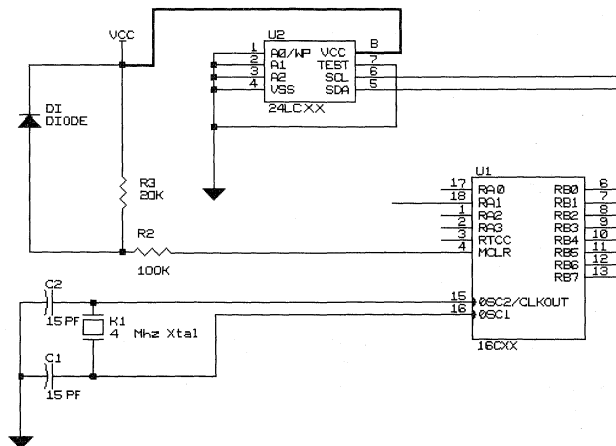 VCC
U2
1 A0/WP VCC 8
2 A1 TEST 7
3 A2 SCL 6
4 VSS SDA 5
24LCXX
DI
DIODE
R3
20K
R2
100K
U1
17 RA0 RB0 6
18 RA1 RB1 7
1 RA2 RB2 8
2 RA3 RB3 9
3 RTCC RB4 10
4 MCLR RB5 11
RB6 12
RB7 13
15 OSC2/CLKOUT
16 OSC1
16CXX
C2
15 PF
K1
4 Mhz Xtal
C1
15 PF